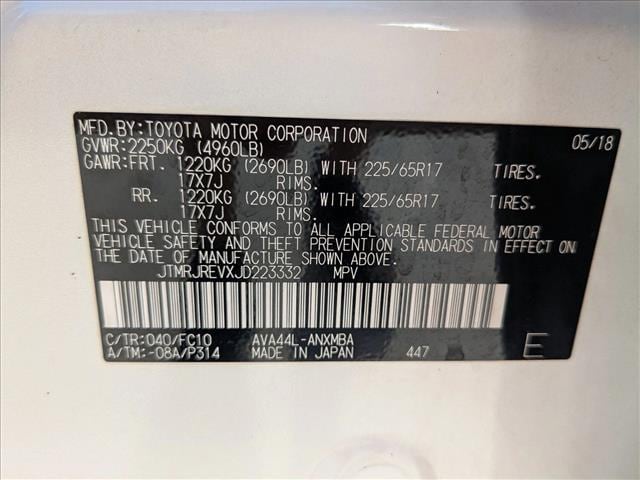 MFD.BY:TOYOTA MOTOR CORPORATION 05/18
GVWR:2250KG (4960LB)
GAWR:FRT. 1220KG (2690LB) WITH 225/65R17 TIRES.
17X7J RIMS.
RR. 1220KG (2690LB) WITH 225/65R17 TIRES.
17X7J RIMS.
THIS VEHICLE CONFORMS TO ALL APPLICABLE FEDERAL MOTOR
VEHICLE SAFETY AND THEFT PREVENTION STANDARDS IN EFFECT ON
THE DATE OF MANUFACTURE SHOWN ABOVE.
JTMRJREVXJD223332 MPV
C/TR:040/FC10 AVA44L-ANXMBA
A/TM:-08A/P314 MADE IN JAPAN 447 E